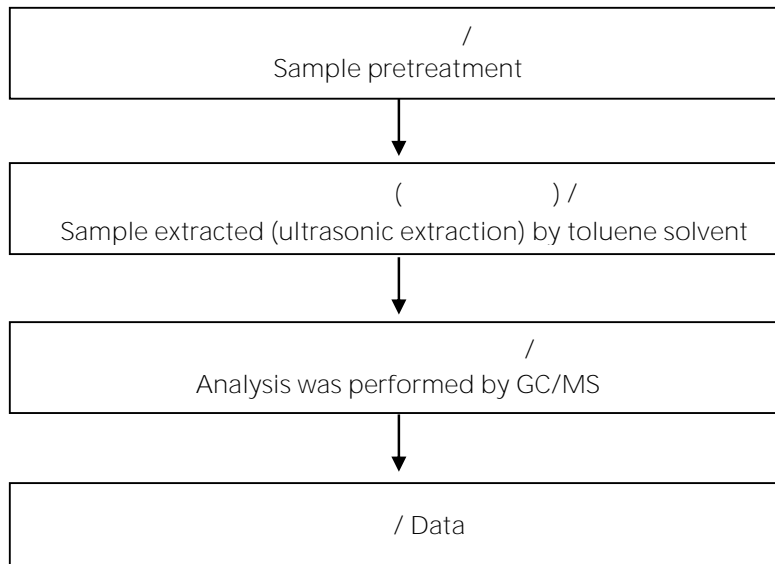 /
Sample pretreatment
( ) /
Sample extracted (ultrasonic extraction) by toluene solvent
/
Analysis was performed by GC/MS
/ Data